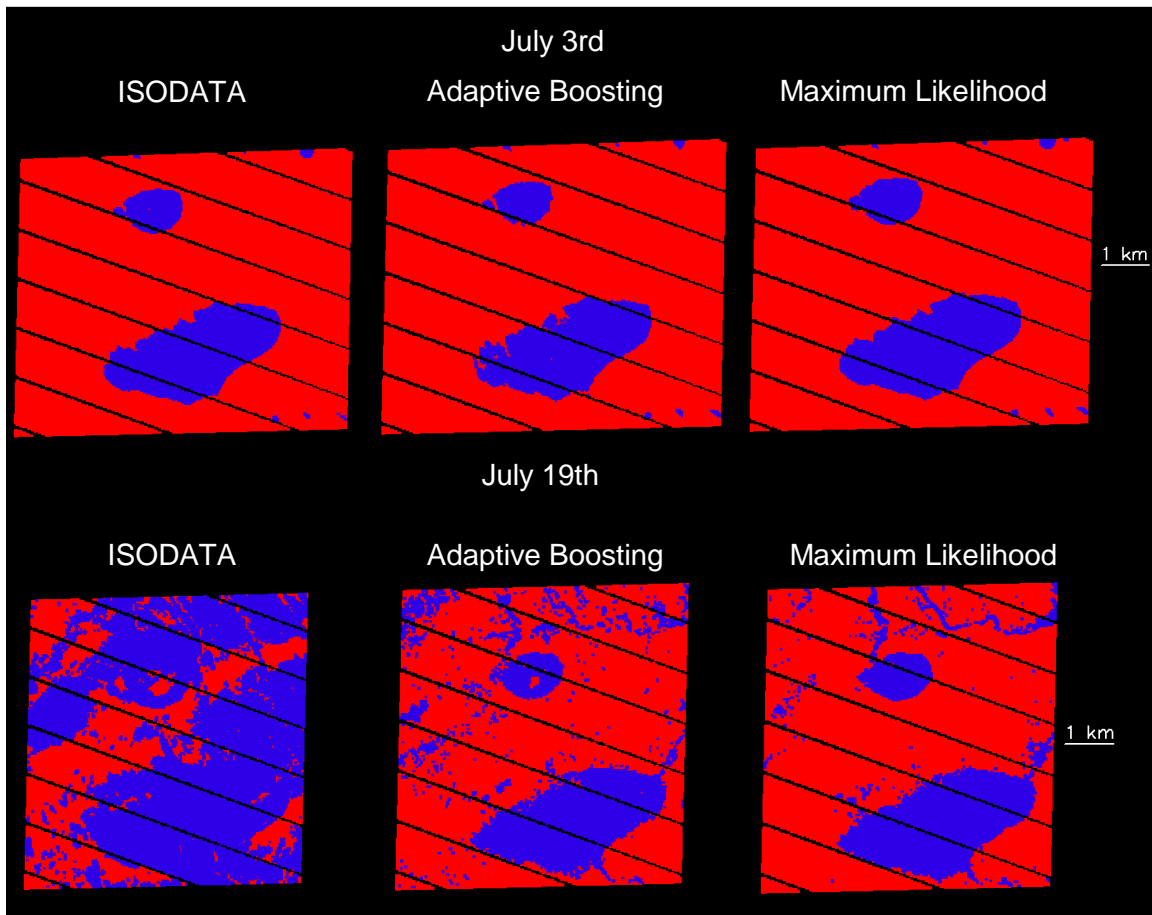 July 3rd
ISODATA
Adaptive Boosting
Maximum Likelihood
1 km
July 19th
ISODATA
Adaptive Boosting
Maximum Likelihood
1 km